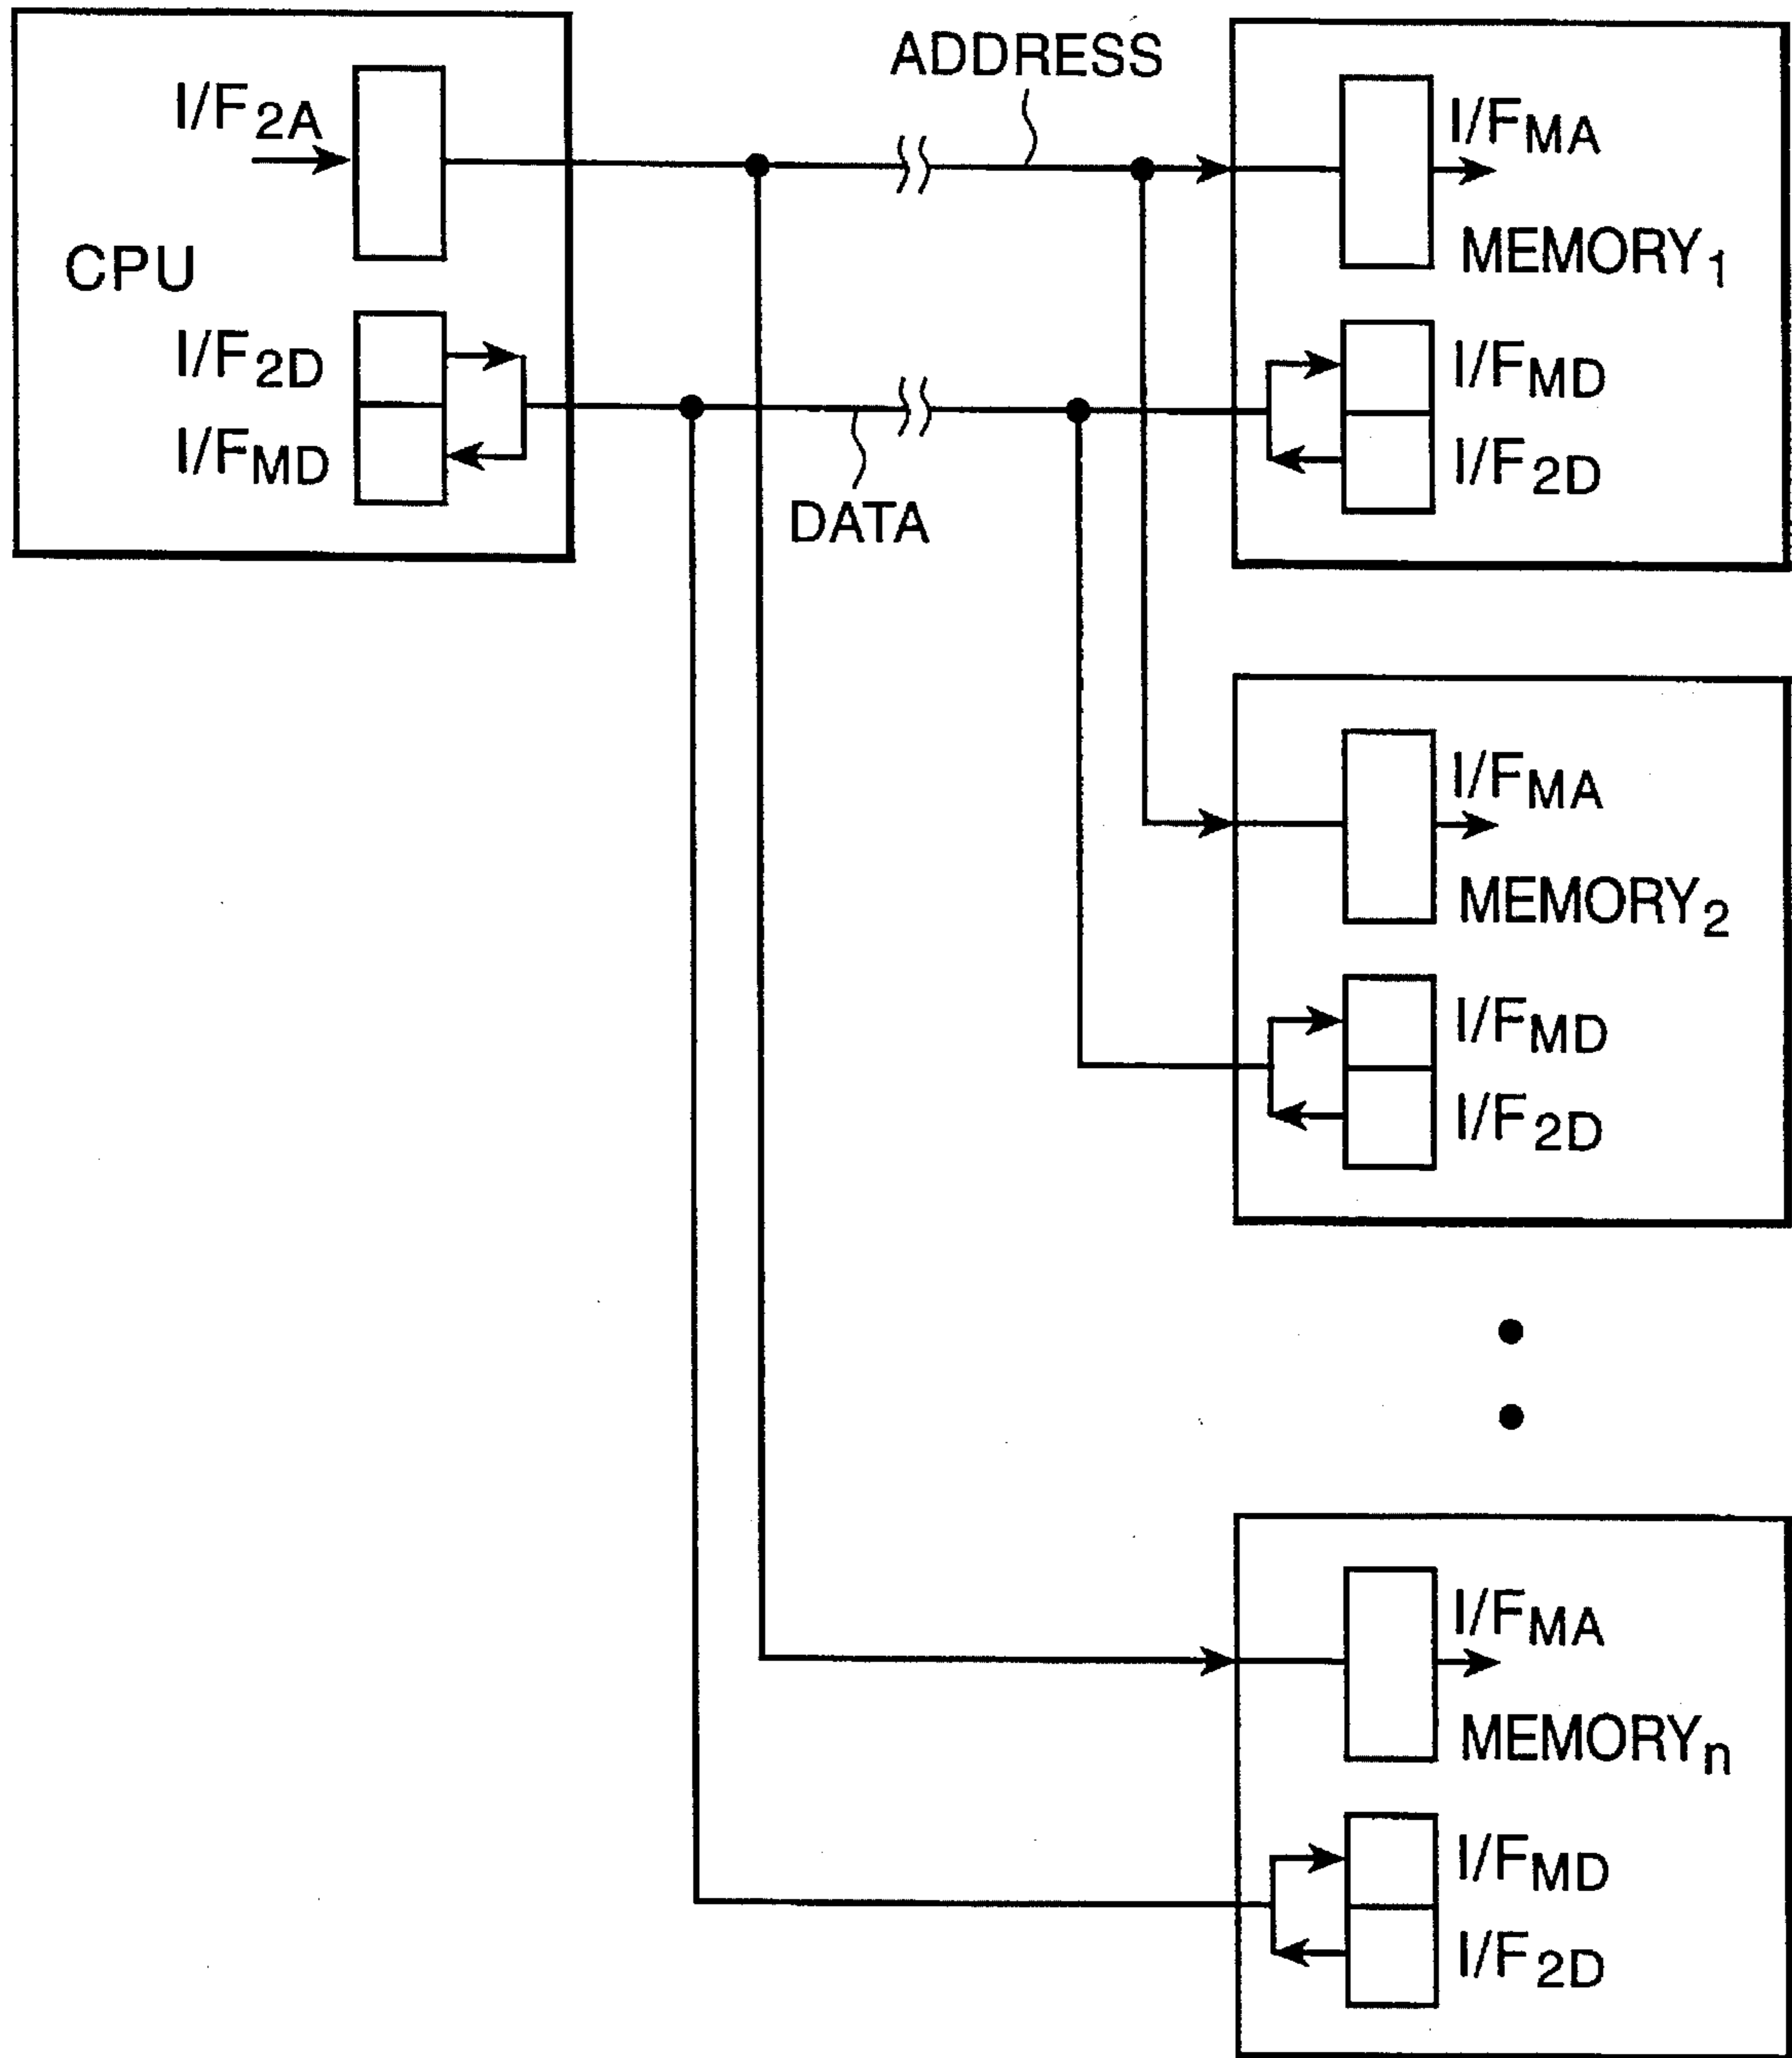 CPU
I/F2A
I/F2D
I/FMD
ADDRESS
DATA
I/FMA
MEMORY1
I/FMD
I/F2D
I/FMA
MEMORY2
I/FMD
I/F2D
I/FMA
MEMORYn
I/FMD
I/F2D